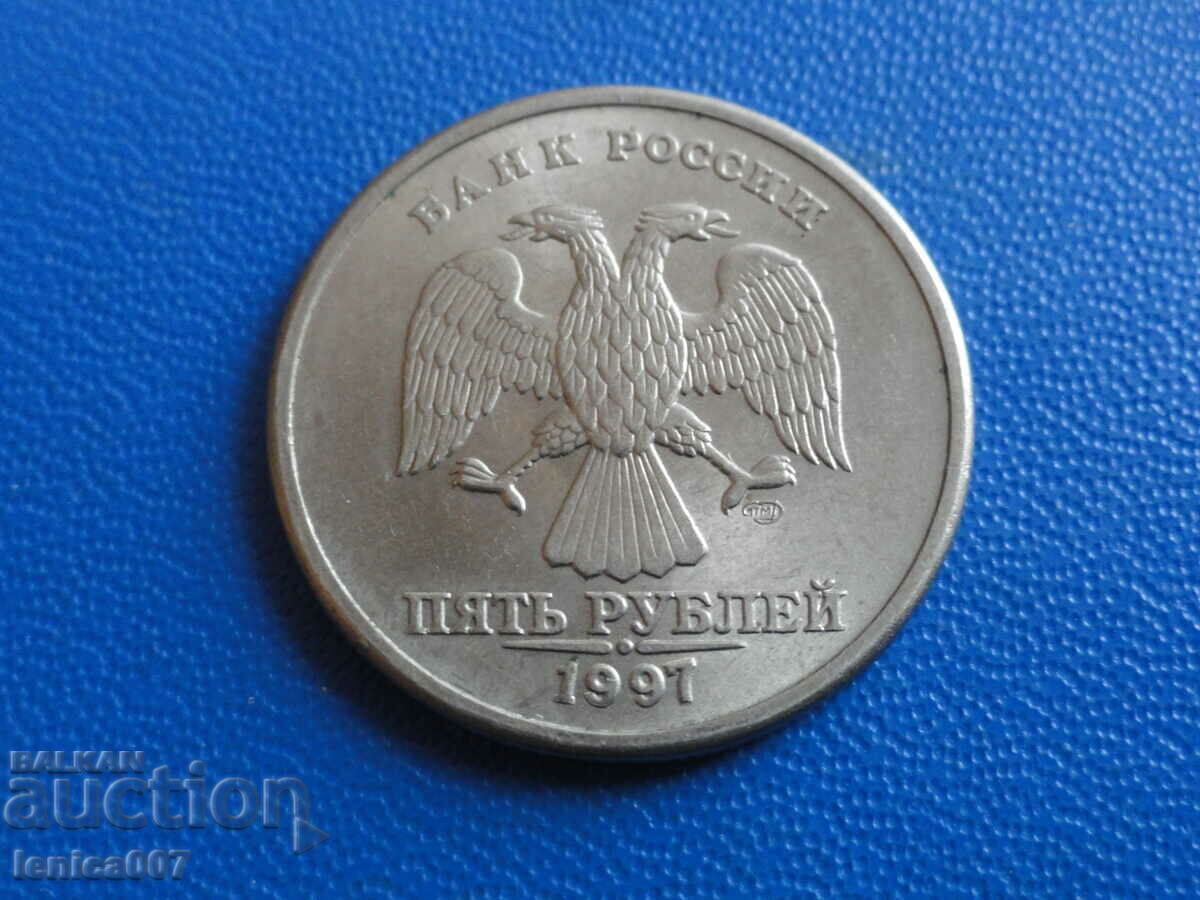 БАНК РОССИИ
СПМД
ПЯТЬ РУБЛЕЙ
1997
BALKAN
auction
lenica007